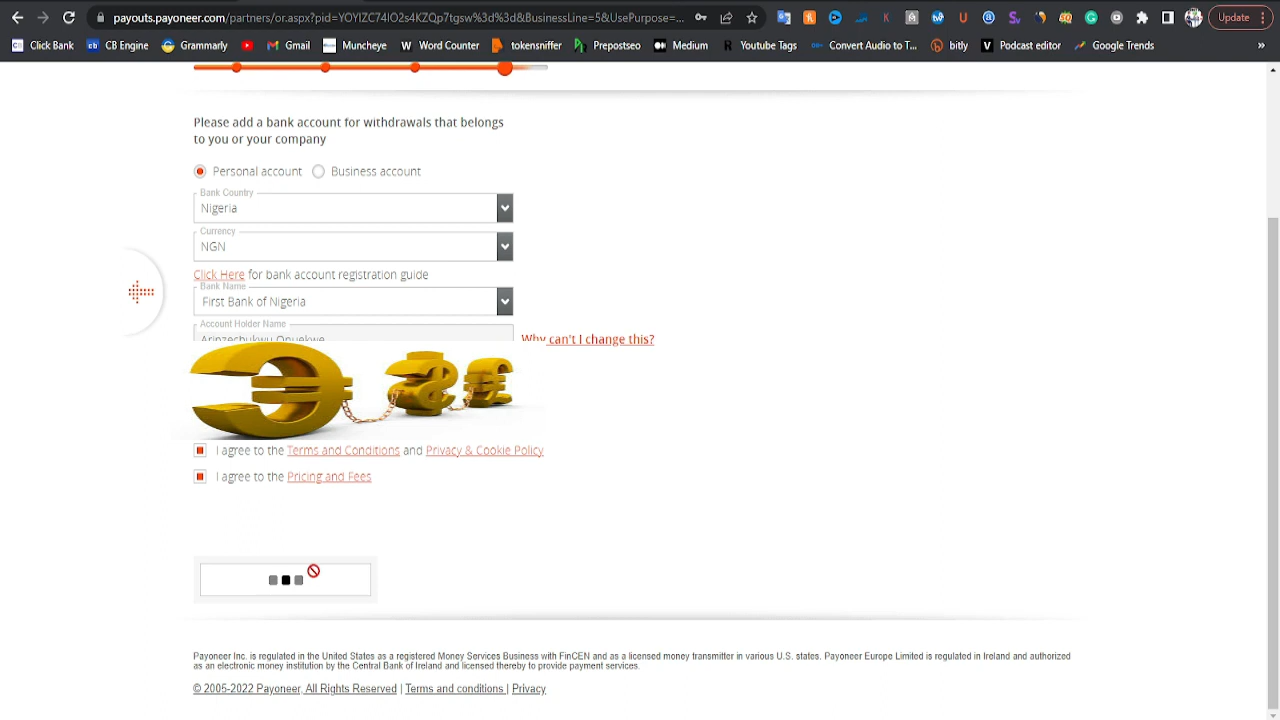 payouts.payoneer.com/partners/or.aspx?pid=YOYIZC74IO2s4KZQp7tgsw%3d%3d&BusinessLine=5&UsePurpose=...
Update
Click Bank
CB Engine
Grammarly
Gmail
Muncheye
Word Counter
tokensniffer
Prepostseo
Medium
Youtube Tags
Convert Audio to T...
bitly
Podcast editor
Google Trends
»
Please add a bank account for withdrawals that belongs
to you or your company
Personal account
Business account
Bank Country
Nigeria
Currency
NGN
Click Here for bank account registration guide
Bank Name
First Bank of Nigeria
Account Holder Name
Arinzechukwu Onuekwe
Why can't I change this?
I agree to the Terms and Conditions and Privacy & Cookie Policy
I agree to the Pricing and Fees
Payoneer Inc. is regulated in the United States as a registered Money Services Business with FinCEN and as a licensed money transmitter in various U.S. states. Payoneer Europe Limited is regulated in Ireland and authorized
as an electronic money institution by the Central Bank of Ireland and licensed thereby to provide payment services.
© 2005-2022 Payoneer, All Rights Reserved | Terms and conditions | Privacy